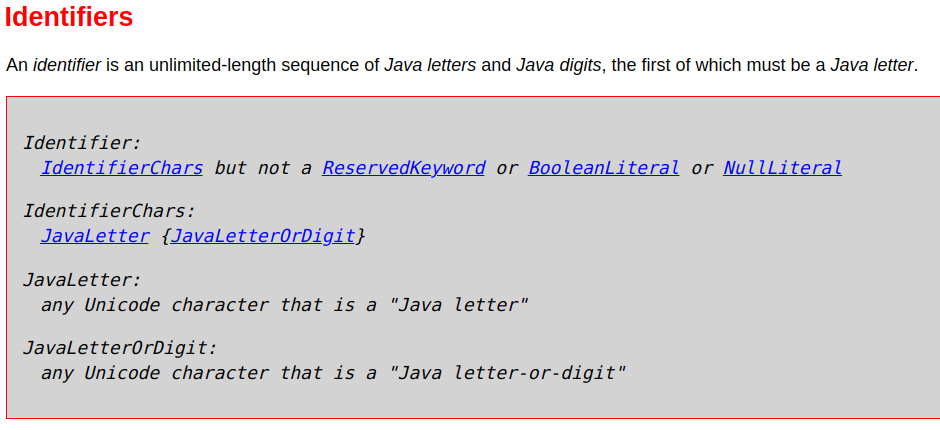 Identifiers
An identifier is an unlimited-length sequence of Java letters and Java digits, the first of which must be a Java letter.
Identifier:
IdentifierChars but not a ReservedKeyword or BooleanLiteral or NullLiteral
IdentifierChars:
JavaLetter {JavaLetterOrDigit}
JavaLetter:
any Unicode character that is a "Java letter"
JavaLetterOrDigit:
any Unicode character that is a "Java letter-or-digit"